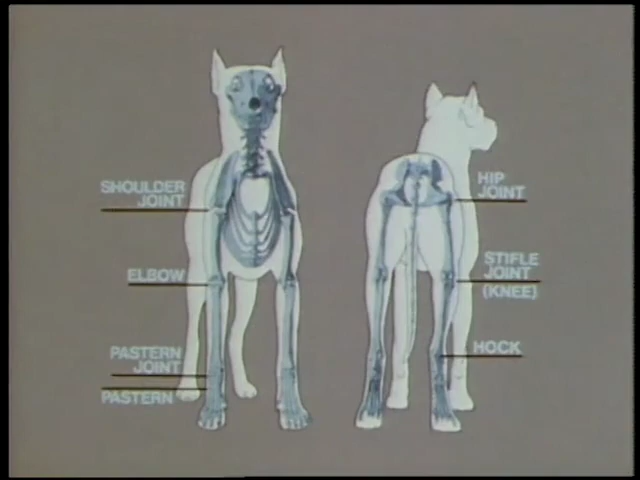 SHOULDER
JOINT
ELBOW
PASTERN
JOINT
PASTERN
HIP
JOINT
STIFLE
JOINT
(KNEE)
HOCK